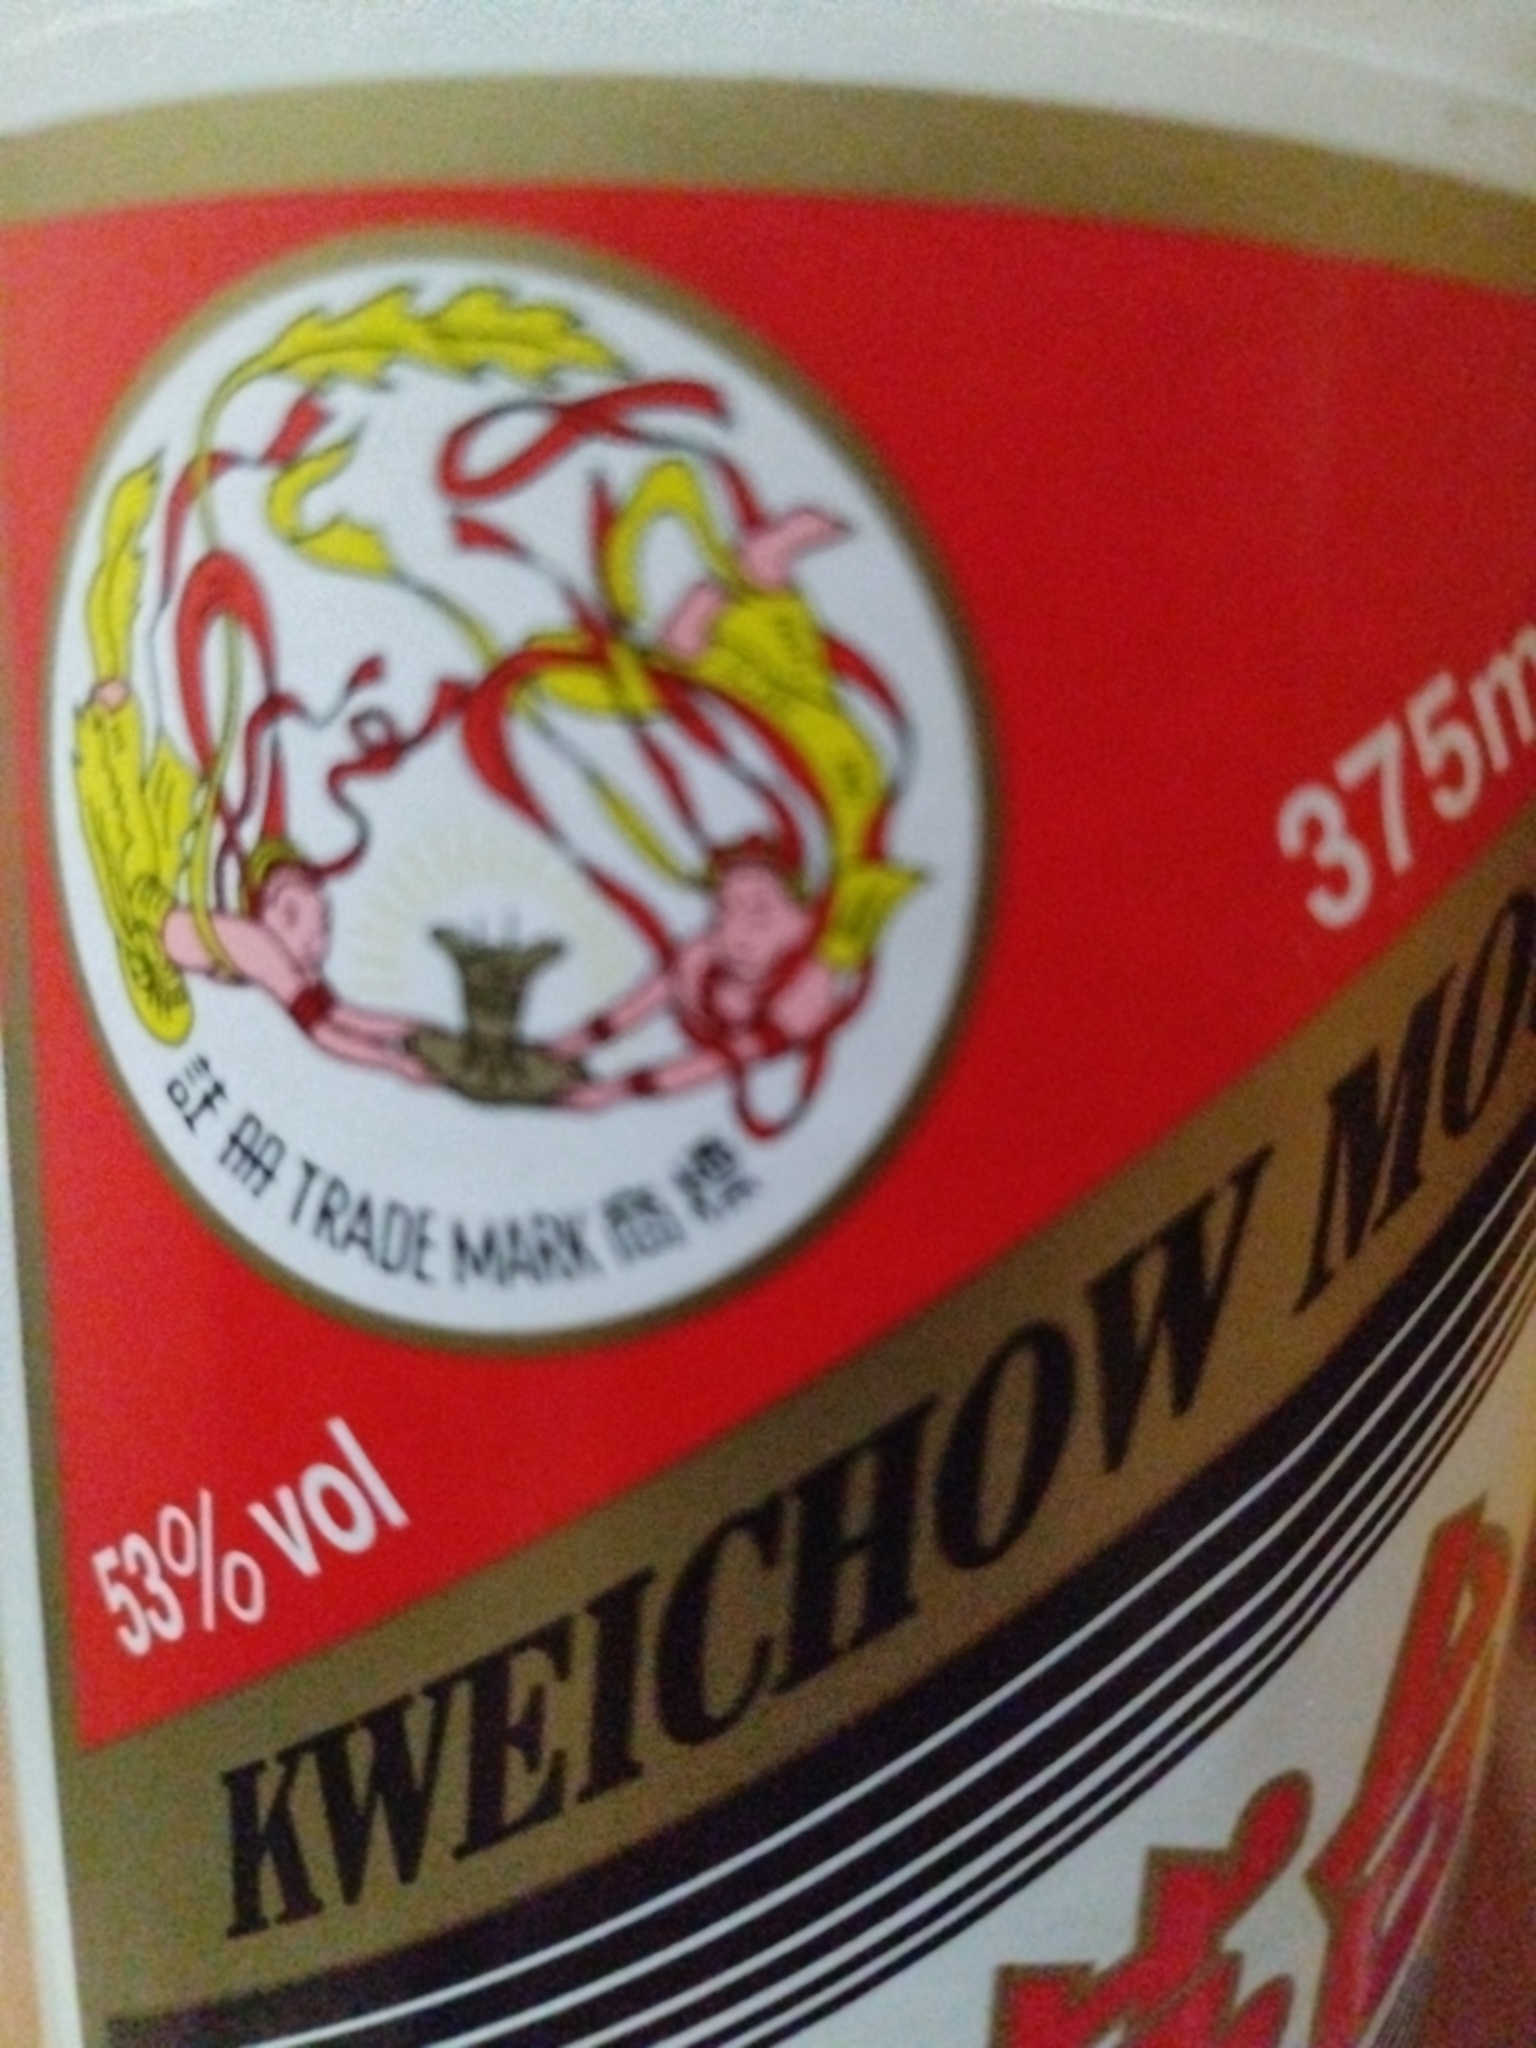 註冊 TRADE MARK 商標
375m
53% vol
KWEICHOW MO